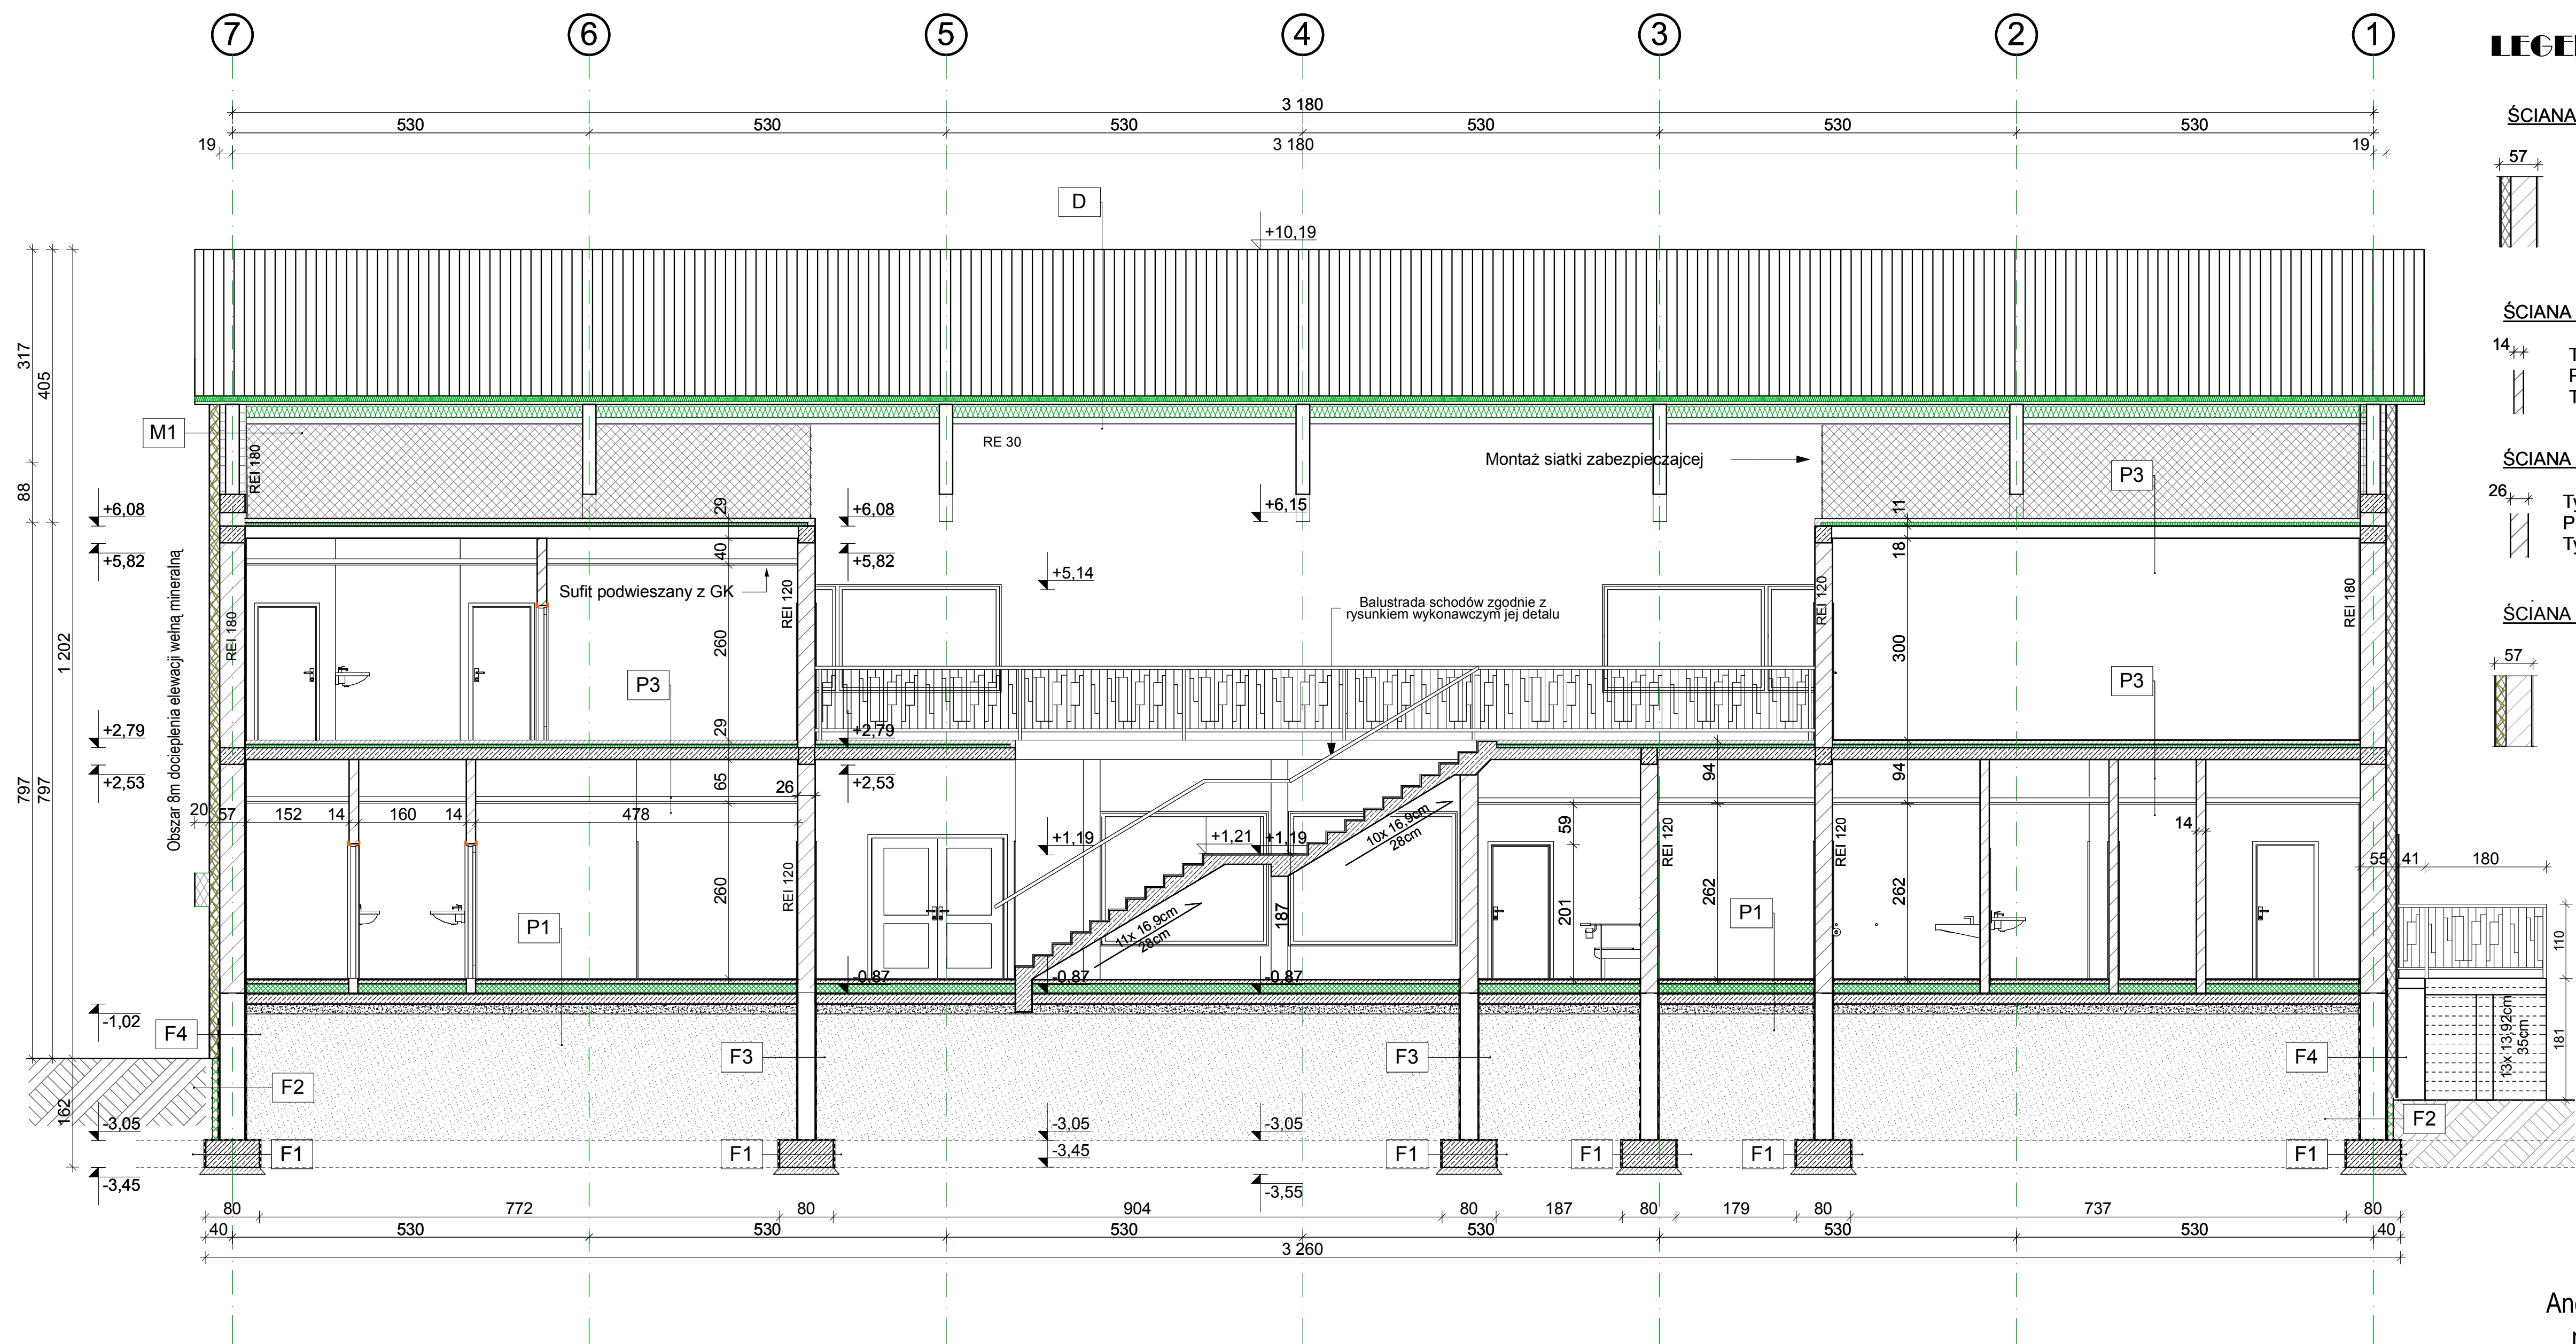 7
6
5
4
3
2
1
3 180
530
530
530
530
530
530
19
3 180
19
D
+10,19
317
405
88
1 202
797
797
162
M1
REI 180
RE 30
Montaż siatki zabezpieczajcej
P3
+6,08
+5,82
29
40
+6,08
+5,82
+6,15
11
18
Obszar 8m docieplenia elewacji wełną mineralną
Sufit podwieszany z GK
REI 180
REI 120
+5,14
Balustrada schodów zgodnie z
rysunkiem wykonawczym jej detalu
REI 120
REI 180
260
300
P3
P3
+2,79
+2,53
29
65
+2,79
+2,53
26
94
94
20
57
152
14
160
14
478
+1,19
+1,21
+1,19
10x 16,9cm
28cm
59
REI 120
REI 120
14
55
41
180
REI 120
260
P1
11x 16,9cm
28cm
187
201
262
P1
262
110
-0,87
-0,87
-0,87
-1,02
F4
F3
F3
F4
13x 13,92cm
35cm
181
F2
F2
-3,05
-3,45
F1
F1
-3,05
-3,45
-3,05
-3,55
F1
F1
F1
F1
80
772
80
904
80
187
80
179
80
737
80
40
530
530
530
530
530
530
40
3 260
LEGE
ŚCIANA
57
ŚCIANA
14
T
P
T
ŚCIANA
26
Ty
P
Ty
ŚCIANA
57